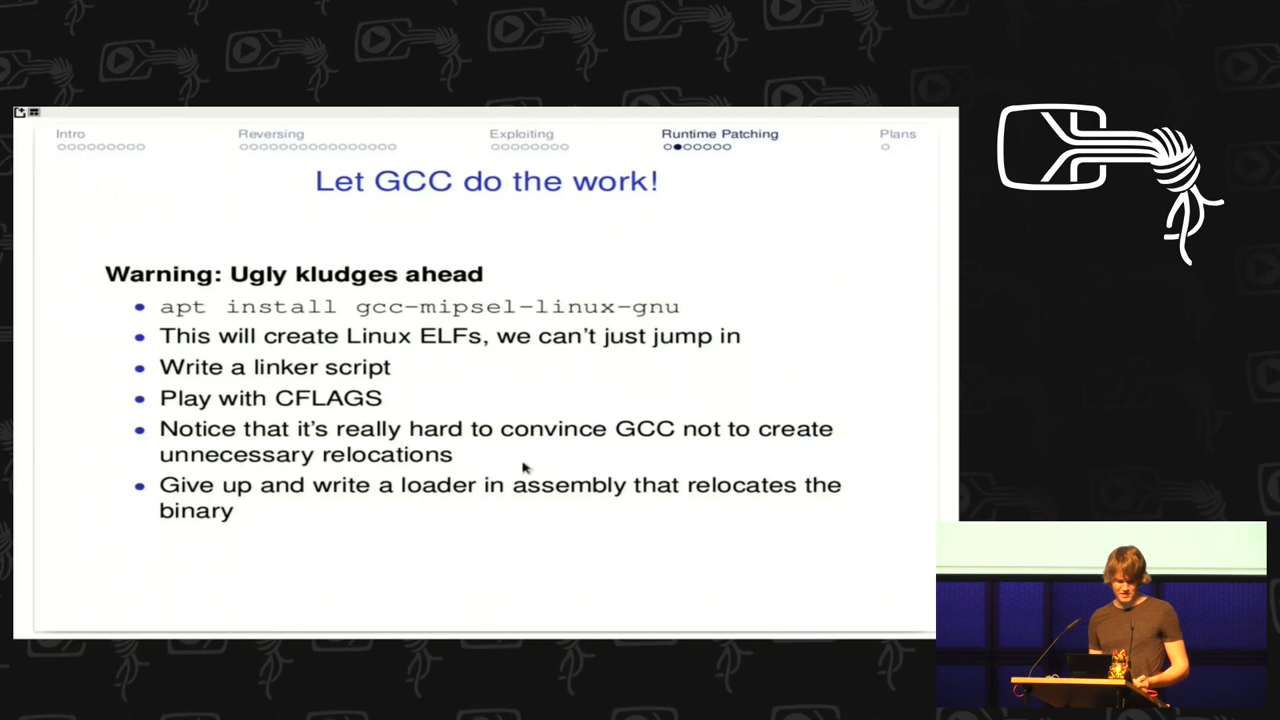 Intro
Reversing
Exploiting
Runtime Patching
Plans
Let GCC do the work!
Warning: Ugly kludges ahead
apt install gcc-mipsel-linux-gnu
This will create Linux ELFs, we can't just jump in
Write a linker script
Play with CFLAGS
Notice that it's really hard to convince GCC not to create
unnecessary relocations
Give up and write a loader in assembly that relocates the
binary